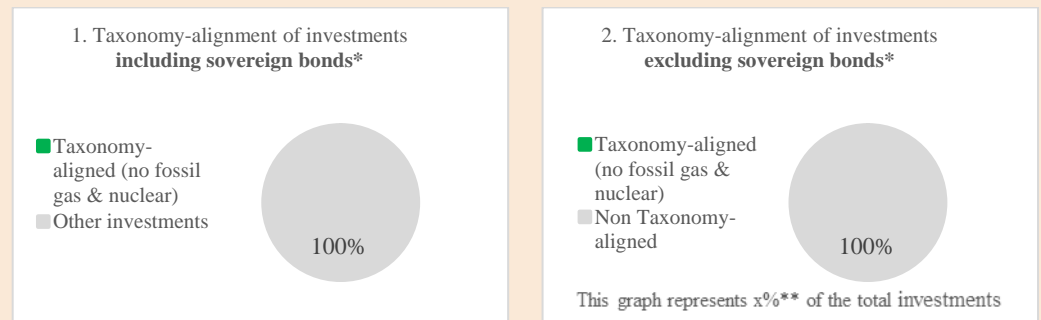 1. Taxonomy-alignment of investments
including sovereign bonds*
Taxonomy-
aligned (no fossil
gas & nuclear)
Other investments
100%
2. Taxonomy-alignment of investments
excluding sovereign bonds*
Taxonomy-aligned
(no fossil gas &
nuclear)
Non Taxonomy-
aligned
100%
This graph represents x%** of the total investments